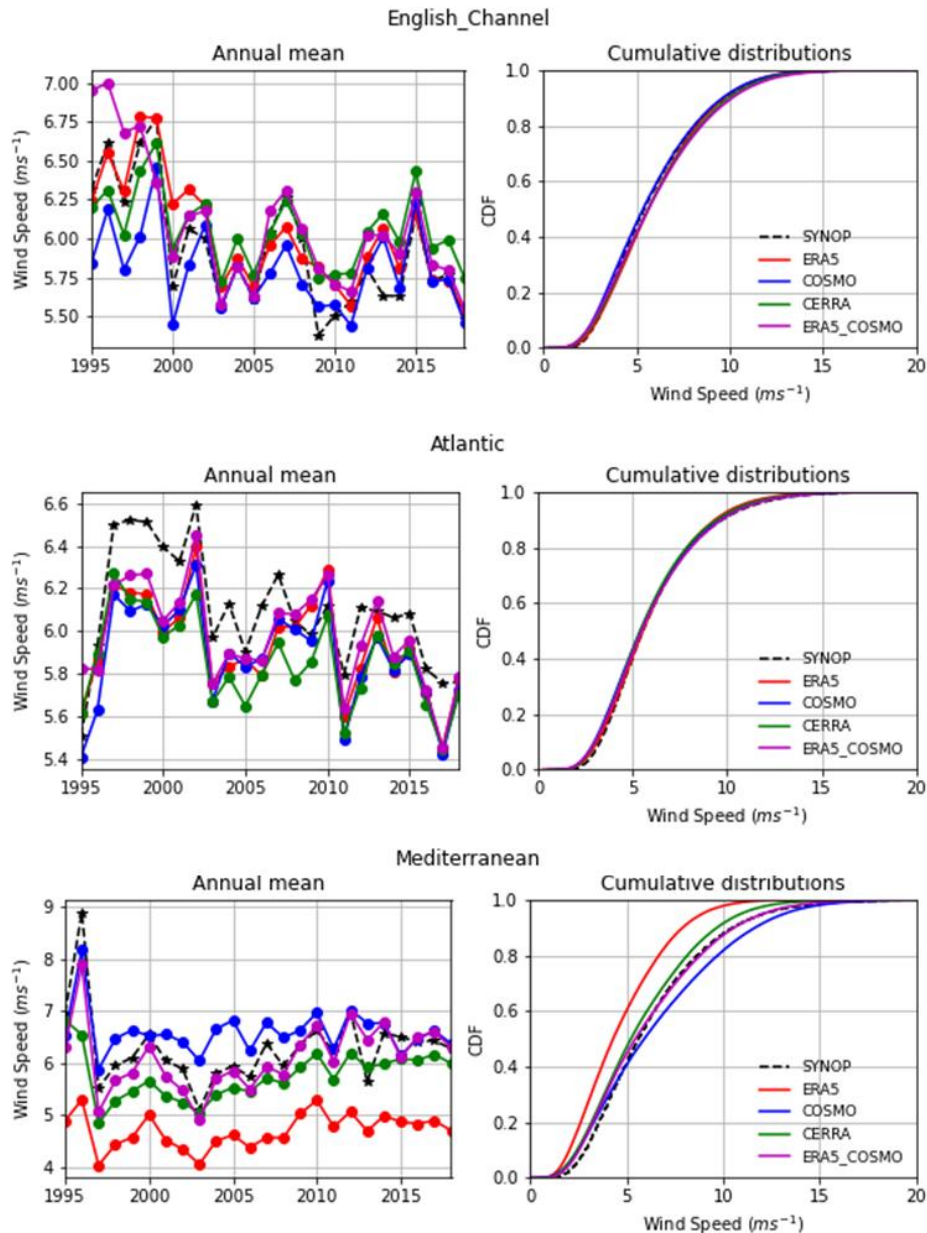 English_Channel
Annual mean
Cumulative distributions
Wind Speed (ms⁻¹)
7.00
6.75
6.50
6.25
6.00
5.75
5.50
1995 2000 2005 2010 2015
CDF
1.0
0.8
0.6
0.4
0.2
0.0
SYNOP
ERA5
COSMO
CERRA
ERA5_COSMO
0 5 10 15 20
Wind Speed (ms⁻¹)
Atlantic
Annual mean
Cumulative distributions
6.6
6.4
6.2
6.0
5.8
5.6
5.4
1995 2000 2005 2010 2015
Wind Speed (ms⁻¹)
CDF
1.0
0.8
0.6
0.4
0.2
0.0
SYNOP
ERA5
COSMO
CERRA
ERA5_COSMO
0 5 10 15 20
Wind Speed (ms⁻¹)
Mediterranean
Annual mean
Cumulative distributions
Wind Speed (ms⁻¹)
9
8
7
6
5
4
1995 2000 2005 2010 2015
CDF
1.0
0.8
0.6
0.4
0.2
0.0
SYNOP
ERA5
COSMO
CERRA
ERA5_COSMO
0 5 10 15 20
Wind Speed (ms⁻¹)